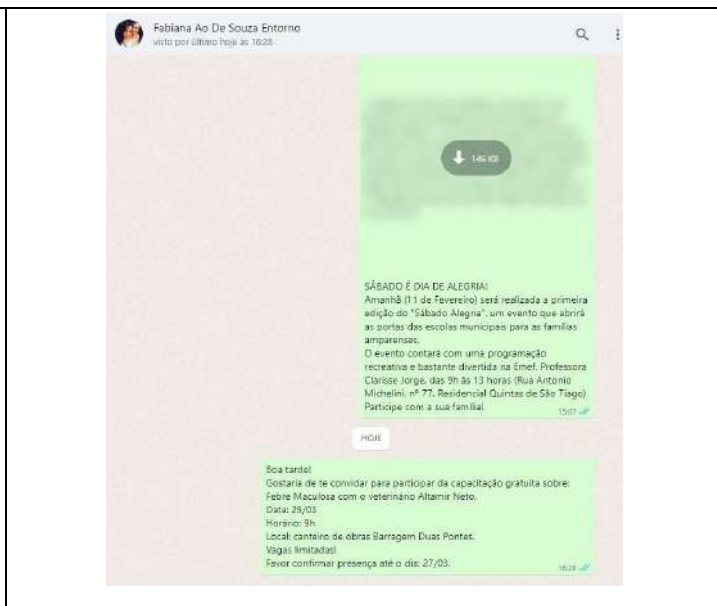 Fabiana Ao De Souza Entorno
visto por último hoje às 16:28
146 KB
SÁBADO É DIA DE ALEGRIA!
Amanhã (11 de Fevereiro) será realizada a primeira
edição do "Sábado Alegria", um evento que abrirá
as portas das escolas municipais para as famílias
amparenses.
O evento contará com uma programação
recreativa e bastante divertida na Emef. Professora
Clarisse Jorge, das 9h às 13 horas (Rua Antonio
Michelini, nº 77, Residencial Quintas de São Tiago)
Participe com a sua família!
15:07
HOJE
Boa tarde!
Gostaria de te convidar para participar da capacitação gratuita sobre:
Febre Maculosa com o veterinário Altamir Neto.
Data: 29/03
Horário: 9h
Local: canteiro de obras Barragem Duas Pontes.
Vagas limitadas!
Favor confirmar presença até o dia: 27/03.
16:28